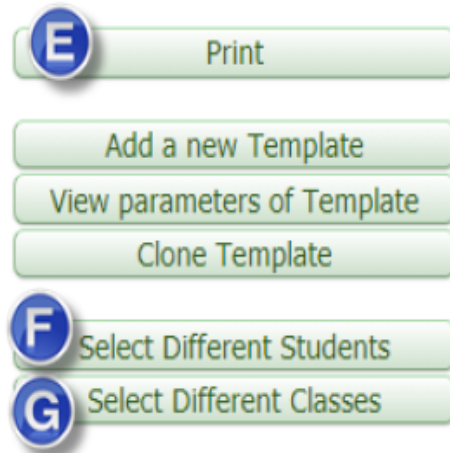 E Print
Add a new Template
View parameters of Template
Clone Template
F Select Different Students
G Select Different Classes